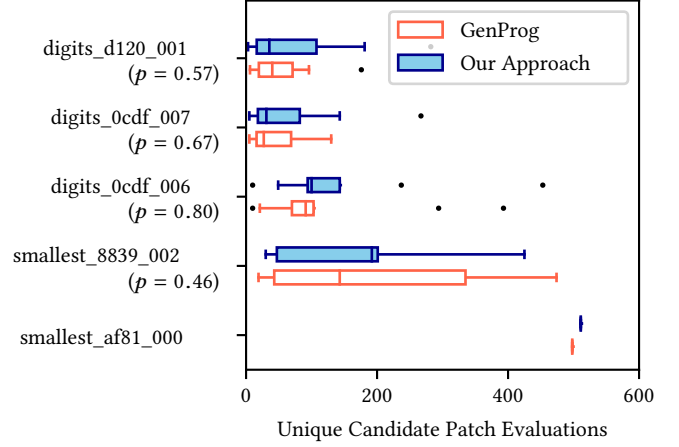 GenProg
Our Approach
digits_d120_001
(p = 0.57)
digits_0cdf_007
(p = 0.67)
digits_0cdf_006
(p = 0.80)
smallest_8839_002
(p = 0.46)
smallest_af81_000
0 200 400 600
Unique Candidate Patch Evaluations